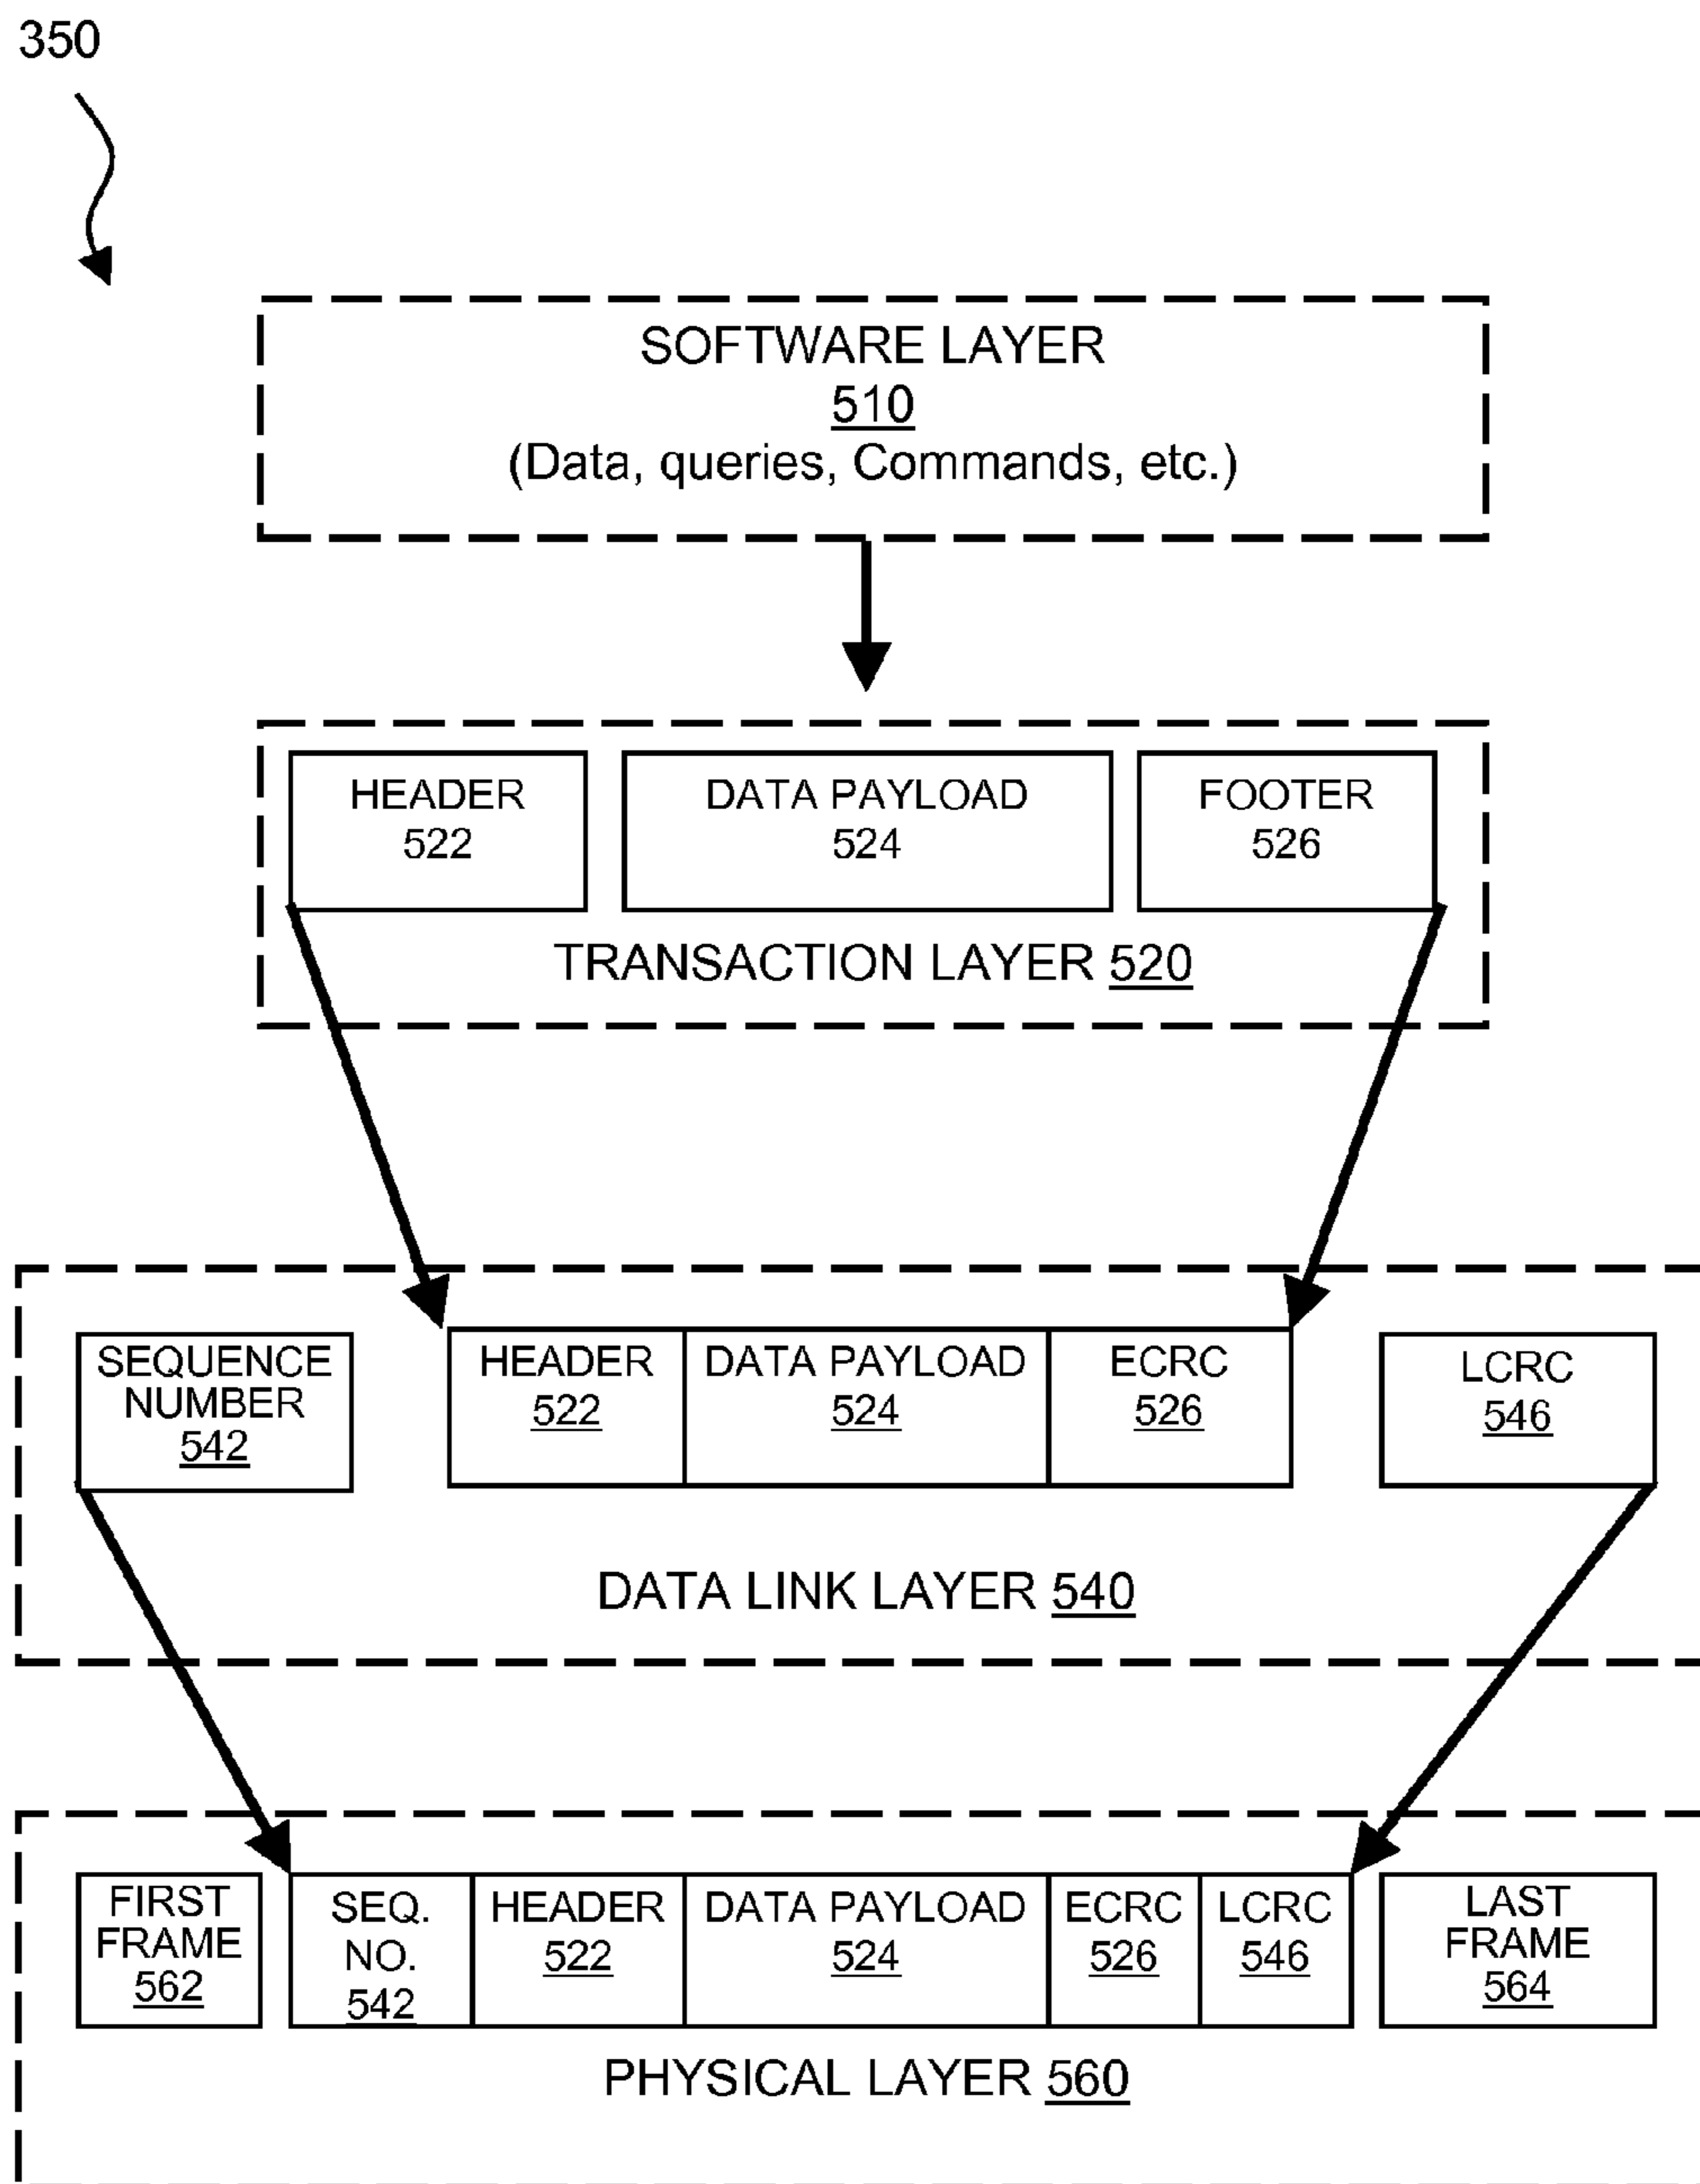 350
SOFTWARE LAYER
510
(Data, queries, Commands, etc.)
HEADER
522
DATA PAYLOAD
524
FOOTER
526
TRANSACTION LAYER 520
SEQUENCE
NUMBER
542
HEADER
522
DATA PAYLOAD
524
ECRC
526
LCRC
546
DATA LINK LAYER 540
FIRST
FRAME
562
SEQ.
NO.
542
HEADER
522
DATA PAYLOAD
524
ECRC
526
LCRC
546
LAST
FRAME
564
PHYSICAL LAYER 560